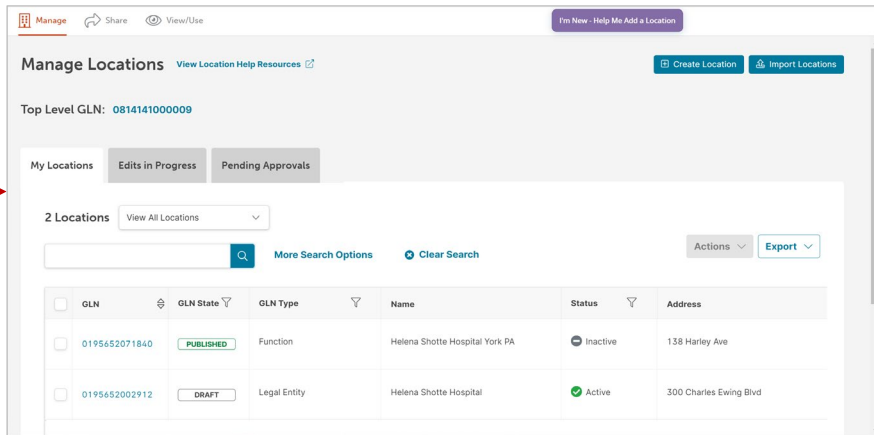 Manage Share View/Use I'm New - Help Me Add a Location
Manage Locations View Location Help Resources Create Location Import Locations
Top Level GLN: 0814141000009
My Locations Edits in Progress Pending Approvals
2 Locations View All Locations
More Search Options Clear Search Actions Export
GLN GLN State GLN Type Name Status Address
0195652071840 PUBLISHED Function Helena Shotte Hospital York PA Inactive 138 Harley Ave
0195652002912 DRAFT Legal Entity Helena Shotte Hospital Active 300 Charles Ewing Blvd